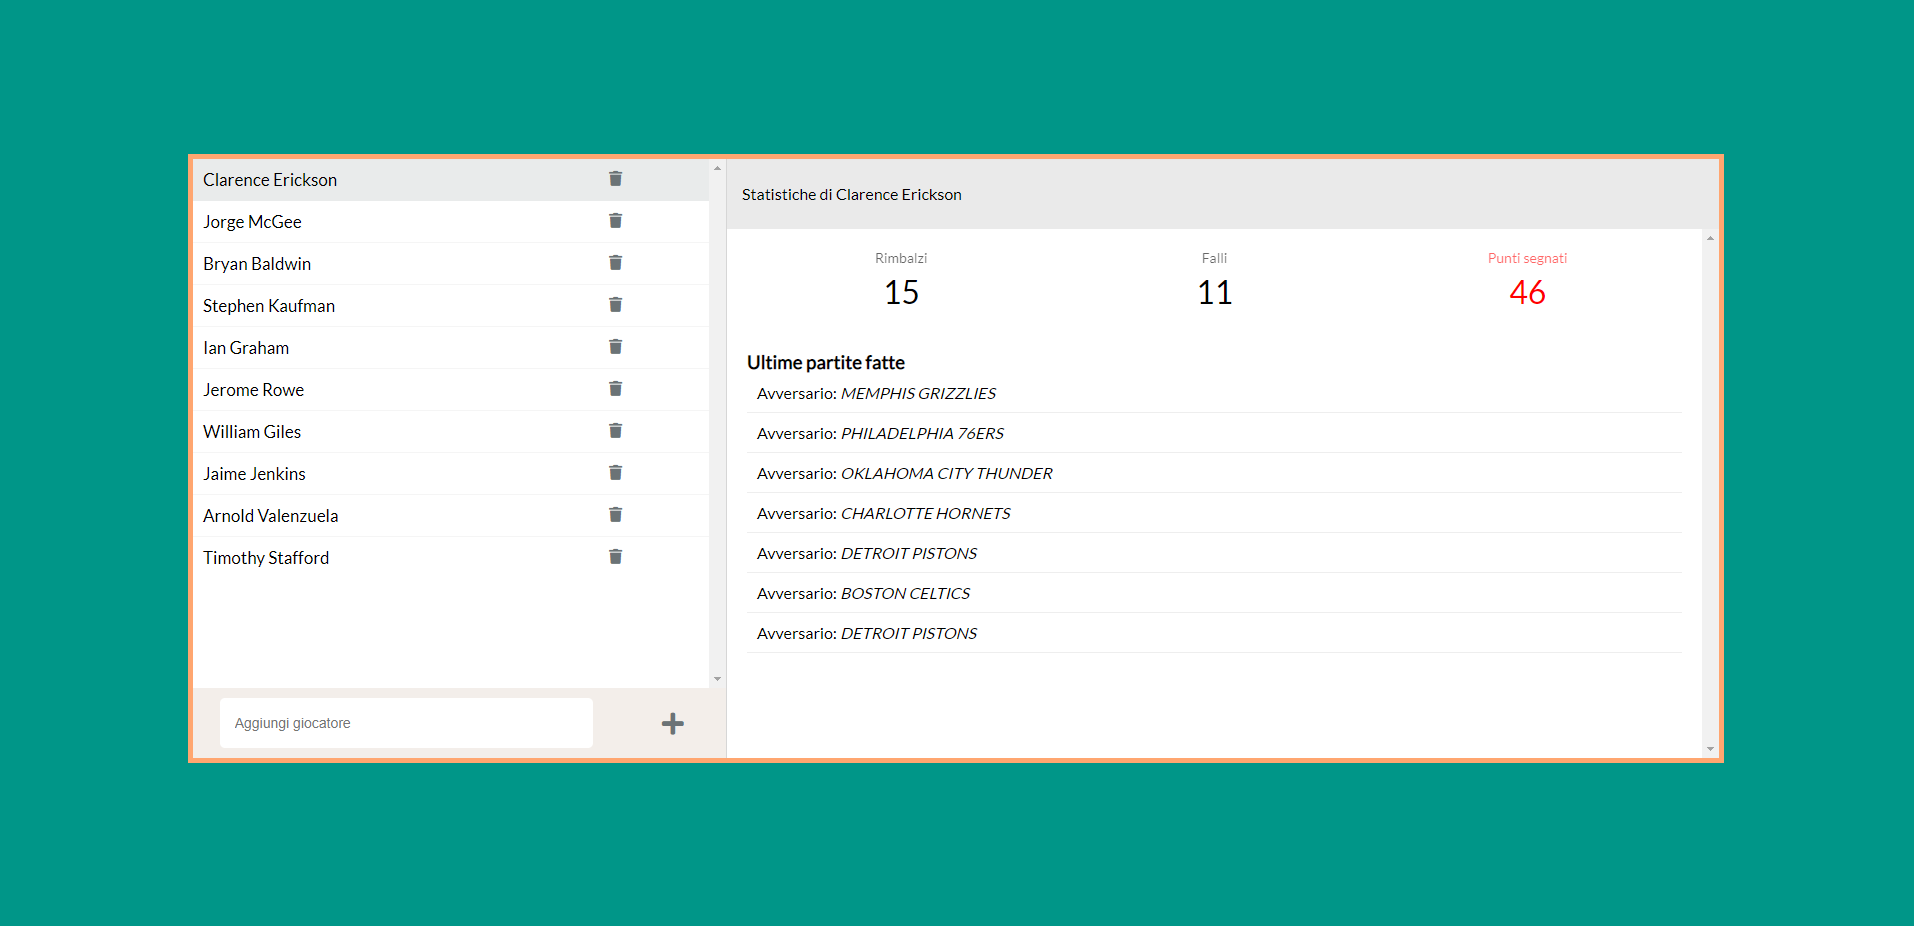 Clarence Erickson
Jorge McGee
Bryan Baldwin
Stephen Kaufman
Ian Graham
Jerome Rowe
William Giles
Jaime Jenkins
Arnold Valenzuela
Timothy Stafford
Aggiungi giocatore
Statistiche di Clarence Erickson
Rimbalzi
15
Falli
11
Punti segnati
46
Ultime partite fatte
Avversario: MEMPHIS GRIZZLIES
Avversario: PHILADELPHIA 76ERS
Avversario: OKLAHOMA CITY THUNDER
Avversario: CHARLOTTE HORNETS
Avversario: DETROIT PISTONS
Avversario: BOSTON CELTICS
Avversario: DETROIT PISTONS